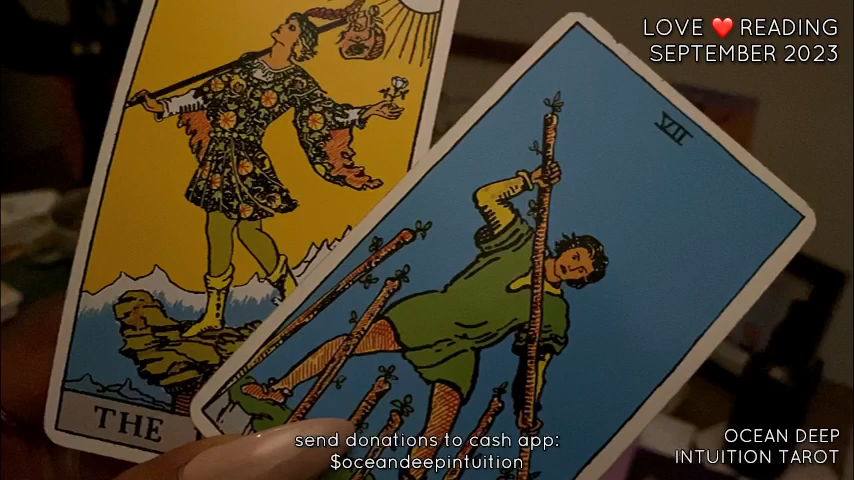 LOVE ❤️ READING
SEPTEMBER 2023
VII
THE
send donations to cash app:
$oceandeepintuition
OCEAN DEEP
INTUITION TAROT